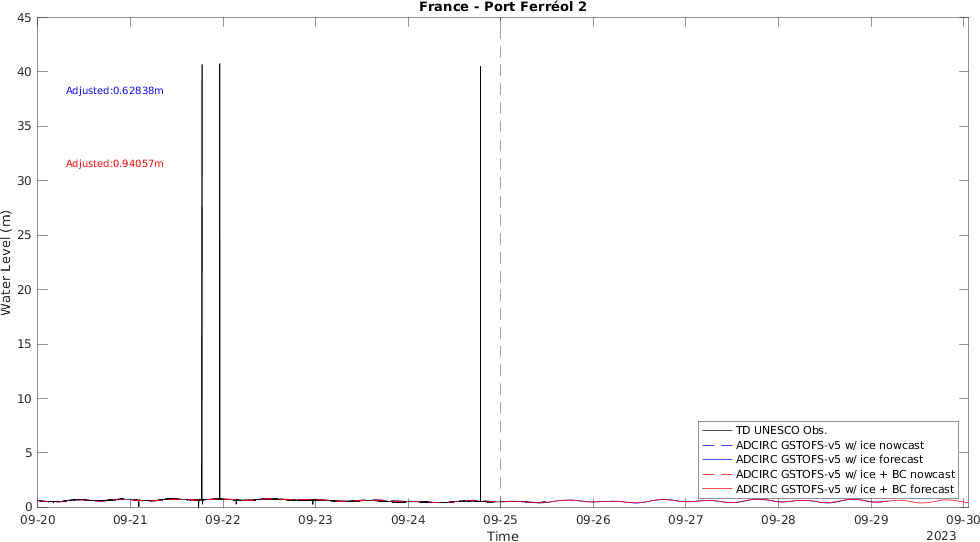 France - Port Ferréol 2
45
40
35
30
25
20
15
10
5
0
Water Level (m)
Adjusted:0.62838m
Adjusted:0.94057m
TD UNESCO Obs.
ADCIRC GSTOFS-v5 w/ ice nowcast
ADCIRC GSTOFS-v5 w/ ice forecast
ADCIRC GSTOFS-v5 w/ ice + BC nowcast
ADCIRC GSTOFS-v5 w/ ice + BC forecast
09-20 09-21 09-22 09-23 09-24 09-25 09-26 09-27 09-28 09-29 09-30
Time
2023